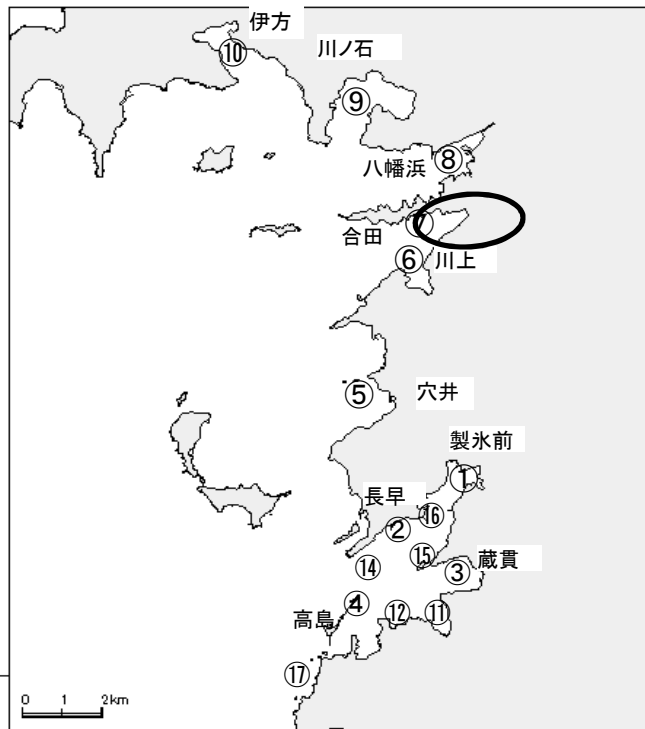 伊方
⑩
川ノ石
⑨
八幡浜
⑧
⑦
合田
⑥
川上
⑤
穴井
製氷前
①
長早
⑯
②
⑮
蔵貫
⑭
③
④
高島
⑫
⑪
⑰
0 1 2km